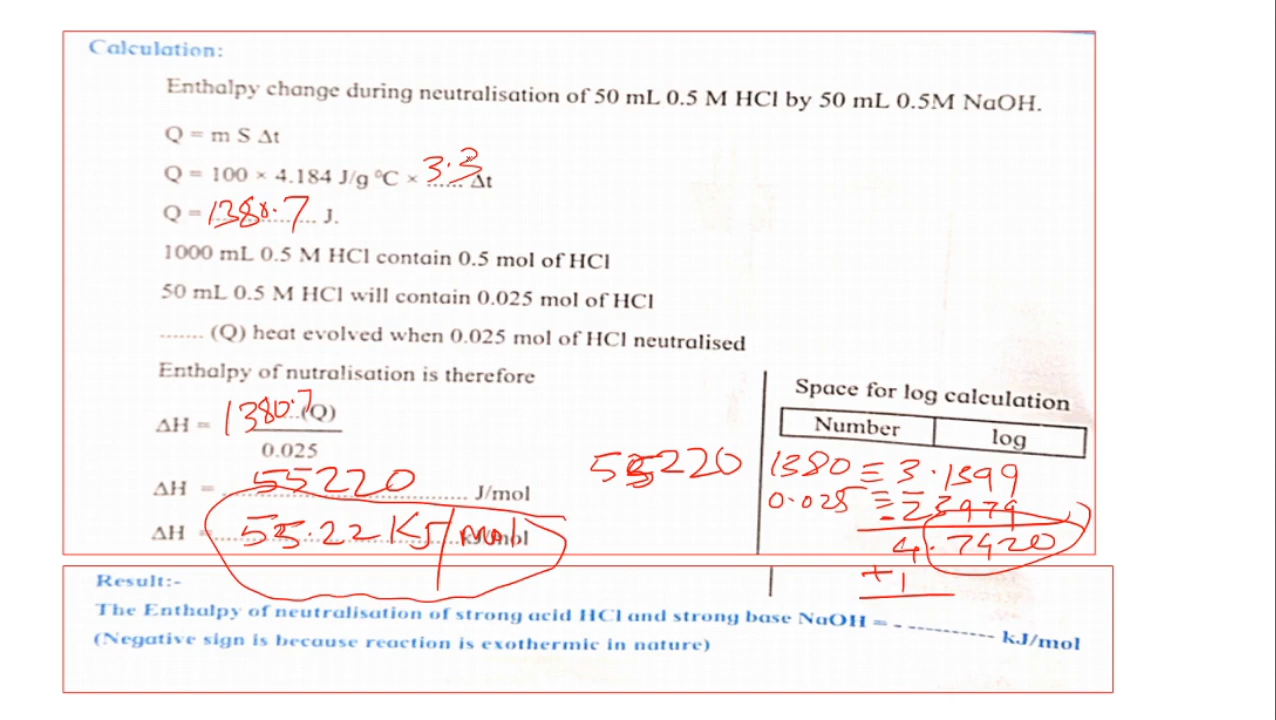 Calculation:
Enthalpy change during neutralisation of 50 mL 0.5 M HCl by 50 mL 0.5M NaOH.
Q = m S Δt
Q = 100 × 4.184 J/g °C × 3.3 Δt
Q = 1380.7 J.
1000 mL 0.5 M HCl contain 0.5 mol of HCl
50 mL 0.5 M HCl will contain 0.025 mol of HCl
....... (Q) heat evolved when 0.025 mol of HCl neutralised
Enthalpy of nutralisation is therefore
ΔH = 1380.7 (Q)
0.025
ΔH = 55220 J/mol
ΔH = 55.22 KJ/mol
55220
Space for log calculation
Number log
1380 ≡ 3.1399
0.025 ≡ - 2̄.3979
4.7420
+1
Result:-
The Enthalpy of neutralisation of strong acid HCl and strong base NaOH = - ----------- kJ/mol
(Negative sign is because reaction is exothermic in nature)